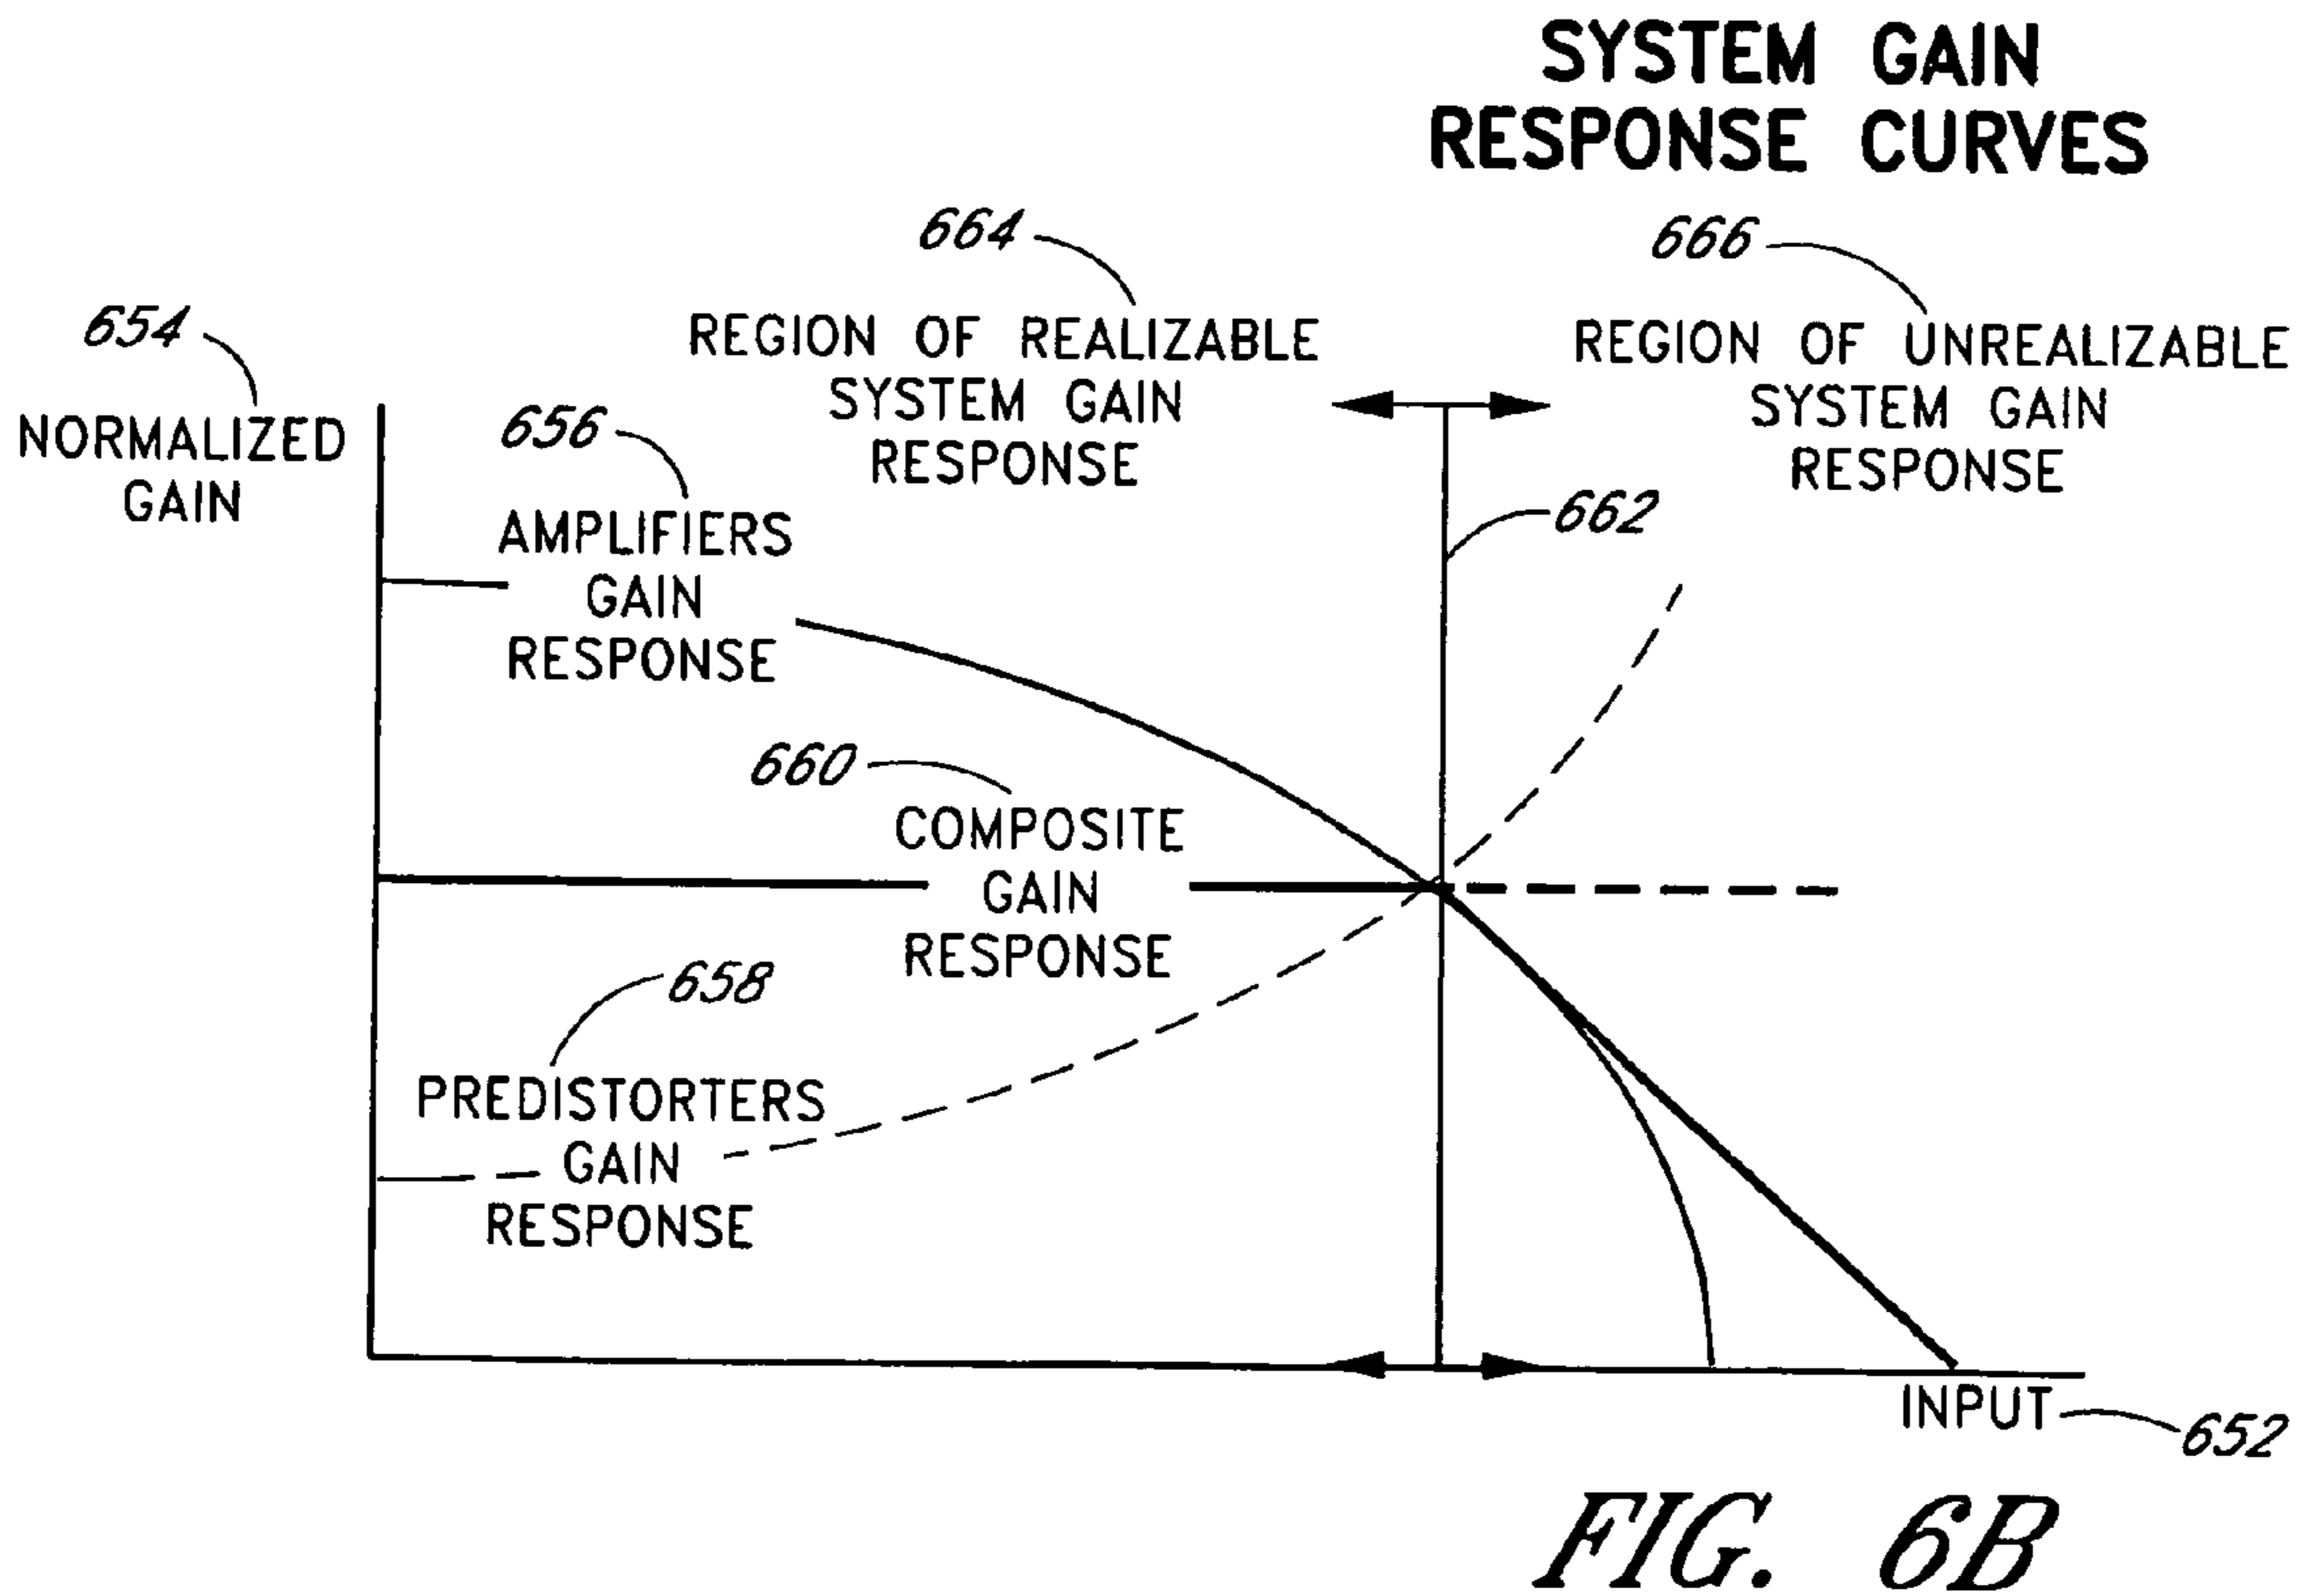 SYSTEM GAIN
RESPONSE CURVES
664
666
654
REGION OF REALIZABLE
SYSTEM GAIN
RESPONSE
REGION OF UNREALIZABLE
SYSTEM GAIN
RESPONSE
NORMALIZED
GAIN
656
662
AMPLIFIERS
GAIN
RESPONSE
660
COMPOSITE
GAIN
RESPONSE
658
PREDISTORTERS
GAIN
RESPONSE
INPUT
652
FIG. 6B